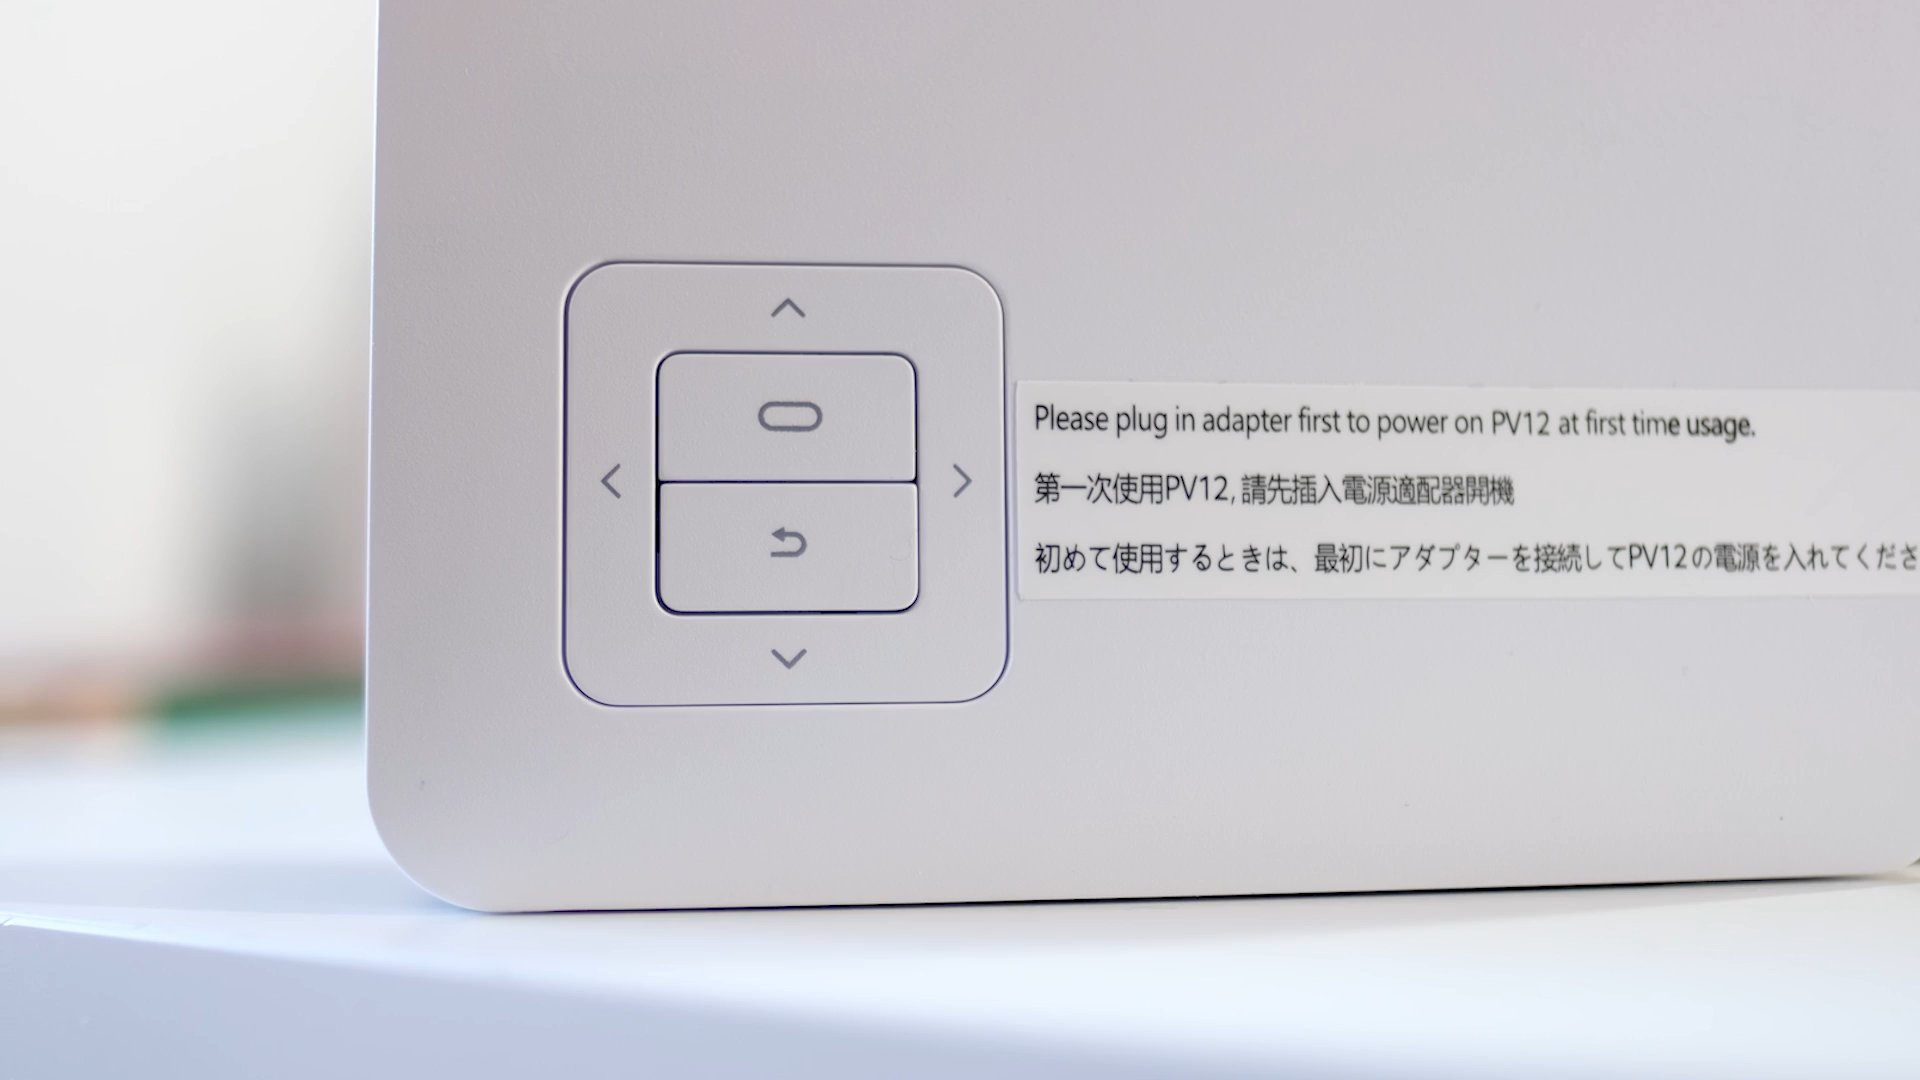 Please plug in adapter first to power on PV12 at first time usage.
第一次使用PV12, 請先插入電源適配器開機
初めて使用するときは、最初にアダプターを接続してPV12の電源を入れてくださ